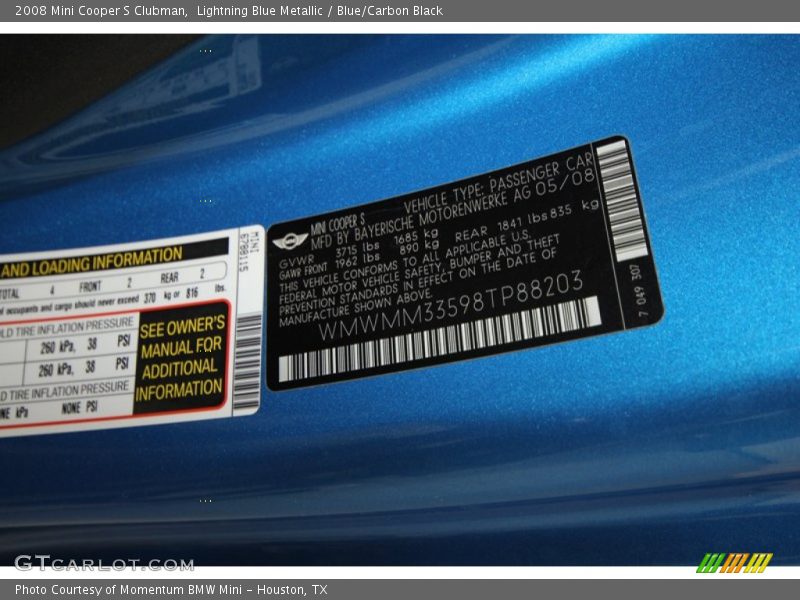 2008 Mini Cooper S Clubman,  Lightning Blue Metallic / Blue/Carbon Black
AND LOADING INFORMATION
TOTAL 4 FRONT 2 REAR 2
of occupants and cargo should never exceed 370 kg or 816 lbs.
LD TIRE INFLATION PRESSURE
260 kPa, 38 PSI
260 kPa, 38 PSI
D TIRE INFLATION PRESSURE
NE kPa NONE PSI
SEE OWNER'S
MANUAL FOR
ADDITIONAL
INFORMATION
MINI
6788115
MINI COOPER S VEHICLE TYPE: PASSENGER CAR
MFD BY BAYERISCHE MOTORENWERKE AG 05/08
GVWR 3715 lbs 1685 kg
GAWR FRONT 1962 lbs 890 kg REAR 1841 lbs 835 kg
THIS VEHICLE CONFORMS TO ALL APPLICABLE U.S.
FEDERAL MOTOR VEHICLE SAFETY, BUMPER AND THEFT
PREVENTION STANDARDS IN EFFECT ON THE DATE OF
MANUFACTURE SHOWN ABOVE.
WMWMM33598TP88203
7 049 307
GTCARLOT.COM
Photo Courtesy of Momentum BMW Mini - Houston, TX